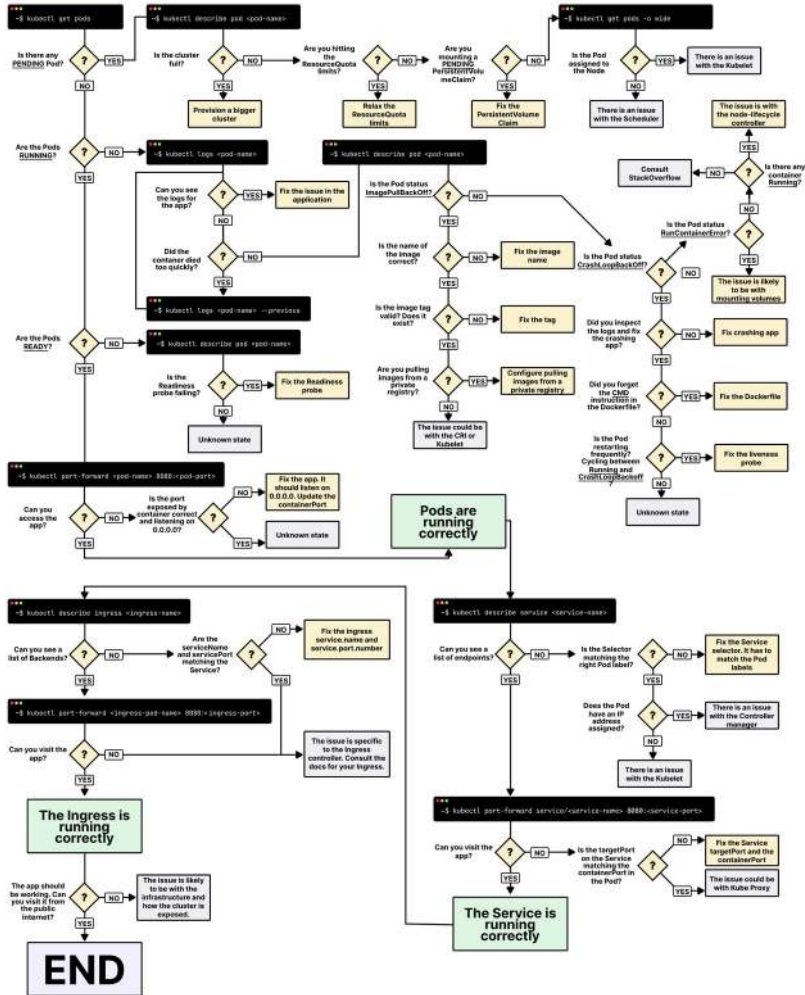 ~$ kubectl get pods
~$ kubectl describe pod <pod-name>
~$ kubectl get pods -o wide
Is there any
PENDING Pod?
?
YES
NO
Is the cluster
full?
?
NO
YES
Provision a bigger
cluster
Are you hitting
the
ResourceQuota
limits?
?
NO
YES
Relax the
ResourceQuota
limits
Are you
mounting a
PENDING
PersistentVolu
meClaim?
?
NO
YES
Fix the
PersistentVolume
Claim
Is the Pod
assigned to
the Node
?
YES
There is an issue
with the Kubelet
NO
There is an issue
with the Scheduler
The issue is with
the node-lifecycle
controller
YES
Is there any
container
Running?
?
NO
Consult
StackOverflow
NO
Are the Pods
RUNNING?
?
NO
YES
~$ kubectl logs <pod-name>
~$ kubectl describe pod <pod-name>
Can you see
the logs for
the app?
?
YES
Fix the issue in the
application
NO
Did the
contaner died
too quickly?
?
NO
YES
~$ kubectl logs <pod-name> --previous
Is the Pod status
ImagePullBackOff?
?
NO
YES
Is the name of
the image
correct?
?
NO
Fix the image
name
YES
Is the image tag
valid? Does it
exist?
?
NO
Fix the tag
YES
Are you pulling
images from a
private
registry?
?
YES
Configure pulling
images from a
private registry
NO
The issue could be
with the CRI or
Kubelet
Is the Pod status
RunContainerError?
?
YES
The issue is likely
to be with
mounting volumes
Is the Pod status
CrashLoopBackOff?
?
NO
YES
Did you inspect
the logs and fix
the crashing
app?
?
NO
Fix crashing app
YES
Did you forget
the CMD
instruction in
the Dockerfile?
?
YES
Fix the Dockerfile
NO
Is the Pod
restarting
frequently?
Cycling between
Running and
CrashLoopBackoff
?
?
YES
Fix the liveness
probe
NO
Unknown state
Are the Pods
READY?
?
NO
YES
~$ kubectl describe pod <pod-name>
Is the
Readiness
probe failing?
?
YES
Fix the Readiness
probe
NO
Unknown state
~$ kubectl port-forward <pod-name> 8080:<pod-port>
Can you
access the
app?
?
NO
YES
Is the port
exposed by
container correct
and listening on
0.0.0.0?
?
NO
Fix the app. It
should listen on
0.0.0.0. Update the
containerPort
YES
Unknown state
Pods are
running
correctly
~$ kubectl describe ingress <ingress-name>
Can you see a
list of Backends?
?
NO
YES
Are the
serviceName
and servicePort
matching the
Service?
?
NO
Fix the ingress
service.name and
service.port.number
YES
~$ kubectl port-forward <ingress-pod-name> 8080:<ingress-port>
Can you visit the
app?
?
NO
The issue is specific
to the Ingress
controller. Consult the
docs for your Ingress.
YES
The Ingress is
running
correctly
The app should
be working. Can
you visit it from
the public
internet?
?
NO
The issue is likely
to be with the
infrastructure and
how the cluster is
exposed.
YES
END
~$ kubectl describe service <service-name>
Can you see a
list of endpoints?
?
NO
YES
Is the Selector
matching the
right Pod label?
?
NO
Fix the Service
selector. It has to
match the Pod
labels
YES
Does the Pod
have an IP
address
assigned?
?
YES
There is an issue
with the Controller
manager
NO
There is an issue
with the Kubelet
~$ kubectl port-forward service/<service-name> 8080:<service-port>
Can you visit the
app?
?
NO
YES
Is the targetPort
on the Service
matching the
containerPort in
the Pod?
?
NO
Fix the Service
targetPort and the
containerPort
YES
The issue could be
with Kube Proxy
The Service is
running
correctly